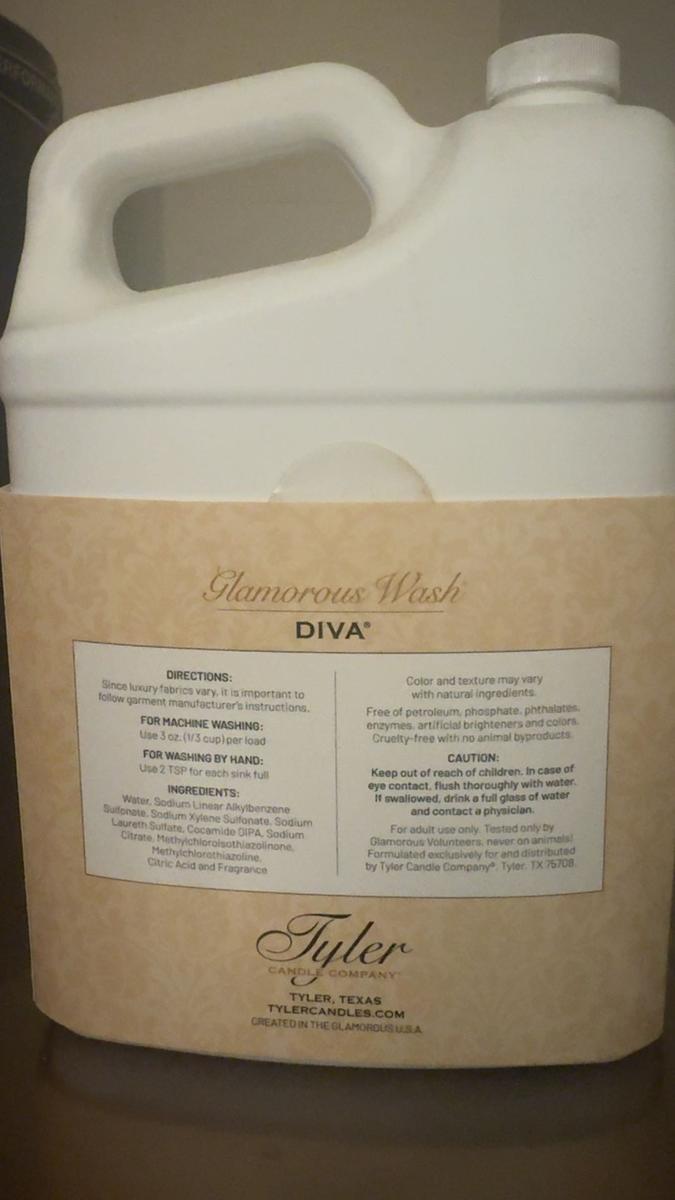 PERFORMA
Glamorous Wash®
DIVA®
DIRECTIONS:
Since luxury fabrics vary, it is important to
follow garment manufacturer's instructions.
FOR MACHINE WASHING:
Use 3 oz. (1/3 cup) per load
FOR WASHING BY HAND:
Use 2 TSP for each sink full
INGREDIENTS:
Water, Sodium Linear Alkylbenzene
Sulfonate, Sodium Xylene Sulfonate, Sodium
Laureth Sulfate, Cocamide DIPA, Sodium
Citrate, Methylchloroisothiazolinone,
Methylchlorothiazoline,
Citric Acid and Fragrance
Color and texture may vary
with natural ingredients.
Free of petroleum, phosphate, phthalates,
enzymes, artificial brighteners and colors.
Cruelty-free with no animal byproducts.
CAUTION:
Keep out of reach of children. In case of
eye contact, flush thoroughly with water.
If swallowed, drink a full glass of water
and contact a physician.
For adult use only. Tested only by
Glamorous Volunteers, never on animals!
Formulated exclusively for and distributed
by Tyler Candle Company®, Tyler, TX 75708.
Tyler
CANDLE COMPANY®
TYLER, TEXAS
TYLERCANDLES.COM
CREATED IN THE GLAMOROUS U.S.A.